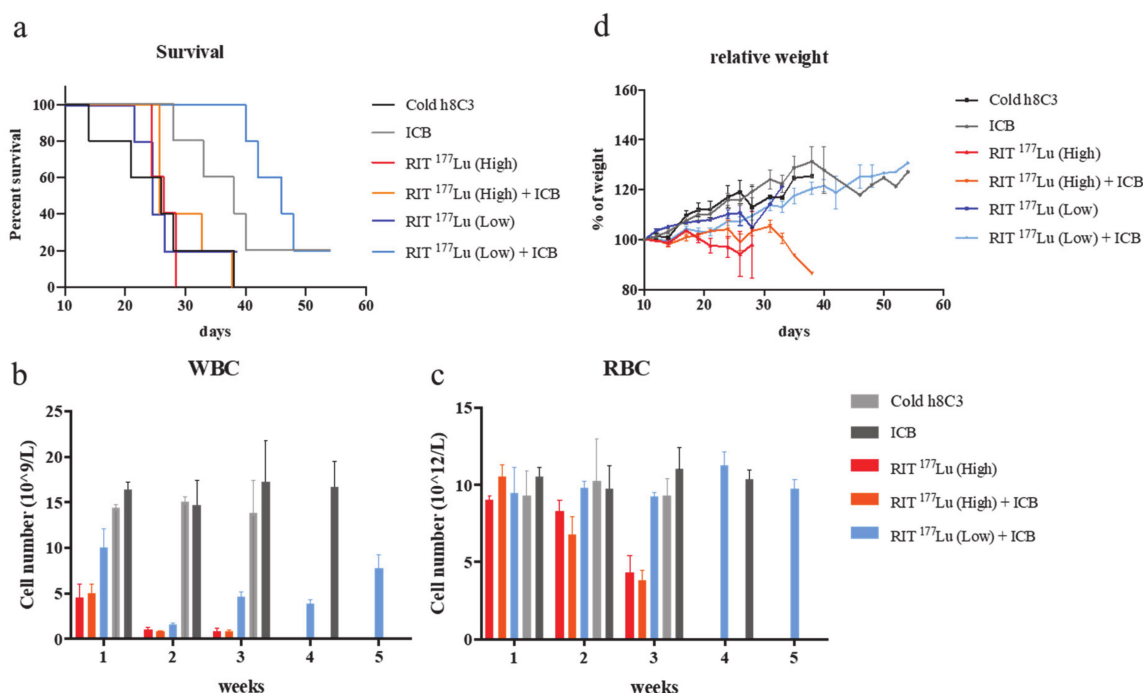 a
Survival
Percent survival
100
80
60
40
20
0
10
20
30
40
50
60
days
Cold h8C3
ICB
RIT ¹⁷⁷Lu (High)
RIT ¹⁷⁷Lu (High) + ICB
RIT ¹⁷⁷Lu (Low)
RIT ¹⁷⁷Lu (Low) + ICB
d
relative weight
% of weight
160
140
120
100
80
10
20
30
40
50
60
days
Cold h8C3
ICB
RIT ¹⁷⁷Lu (High)
RIT ¹⁷⁷Lu (High) + ICB
RIT ¹⁷⁷Lu (Low)
RIT ¹⁷⁷Lu (Low) + ICB
b
WBC
Cell number (10^9/L)
25
20
15
10
5
0
1
2
3
4
5
weeks
c
RBC
Cell number (10^12/L)
15
10
5
0
1
2
3
4
5
weeks
Cold h8C3
ICB
RIT ¹⁷⁷Lu (High)
RIT ¹⁷⁷Lu (High) + ICB
RIT ¹⁷⁷Lu (Low) + ICB